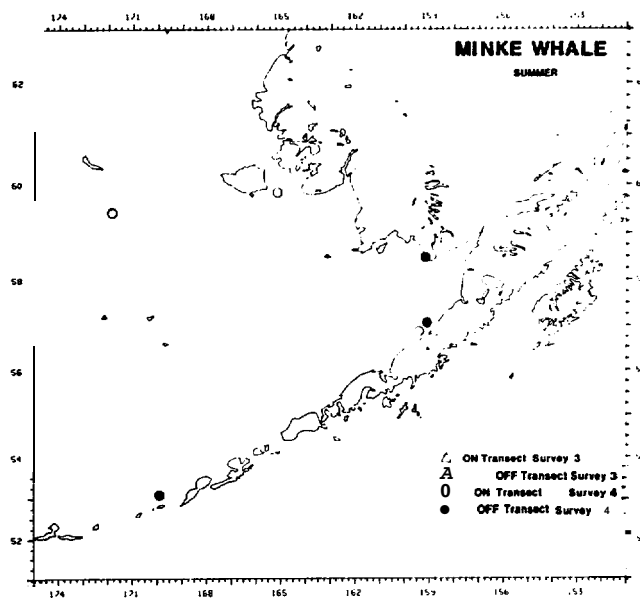 174 171 168 165 162 159 153
MINKE WHALE
SUMMER
62
60
58
56
54
52
ON Transect Survey 3
A OFF Transect Survey 3
O ON Transect Survey 4
● OFF Transect Survey 4
174 171 168 165 162 159 156 153